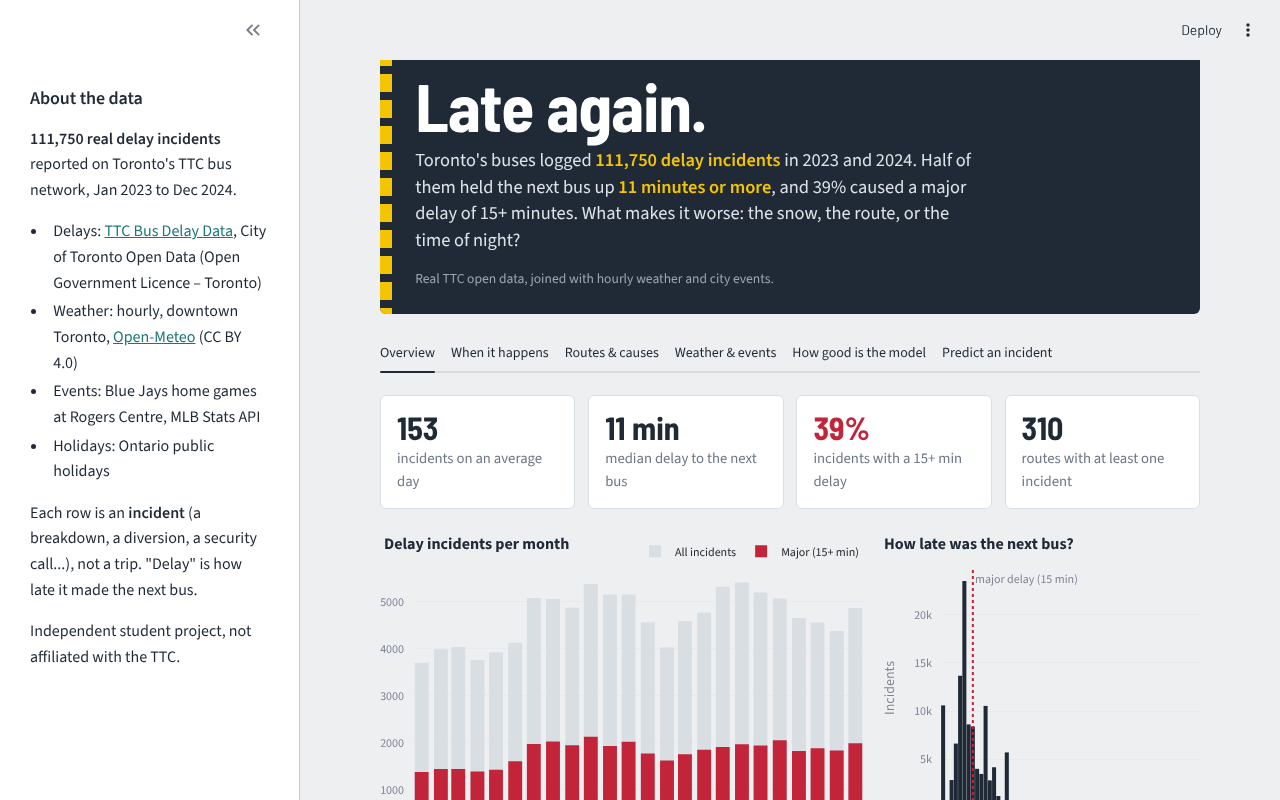 About the data
111,750 real delay incidents
reported on Toronto's TTC bus
network, Jan 2023 to Dec 2024.
Delays: TTC Bus Delay Data, City
of Toronto Open Data (Open
Government Licence – Toronto)
Weather: hourly, downtown
Toronto, Open-Meteo (CC BY
4.0)
Events: Blue Jays home games
at Rogers Centre, MLB Stats API
Holidays: Ontario public
holidays
Each row is an incident (a
breakdown, a diversion, a security
call...), not a trip. "Delay" is how
late it made the next bus.
Independent student project, not
affiliated with the TTC.
Deploy
Late again.
Toronto's buses logged 111,750 delay incidents in 2023 and 2024. Half of
them held the next bus up 11 minutes or more, and 39% caused a major
delay of 15+ minutes. What makes it worse: the snow, the route, or the
time of night?
Real TTC open data, joined with hourly weather and city events.
Overview When it happens Routes & causes Weather & events How good is the model Predict an incident
153
incidents on an average
day
11 min
median delay to the next
bus
39%
incidents with a 15+ min
delay
310
routes with at least one
incident
Delay incidents per month
All incidents Major (15+ min)
5000
4000
3000
2000
1000
How late was the next bus?
major delay (15 min)
Incidents
20k
15k
10k
5k